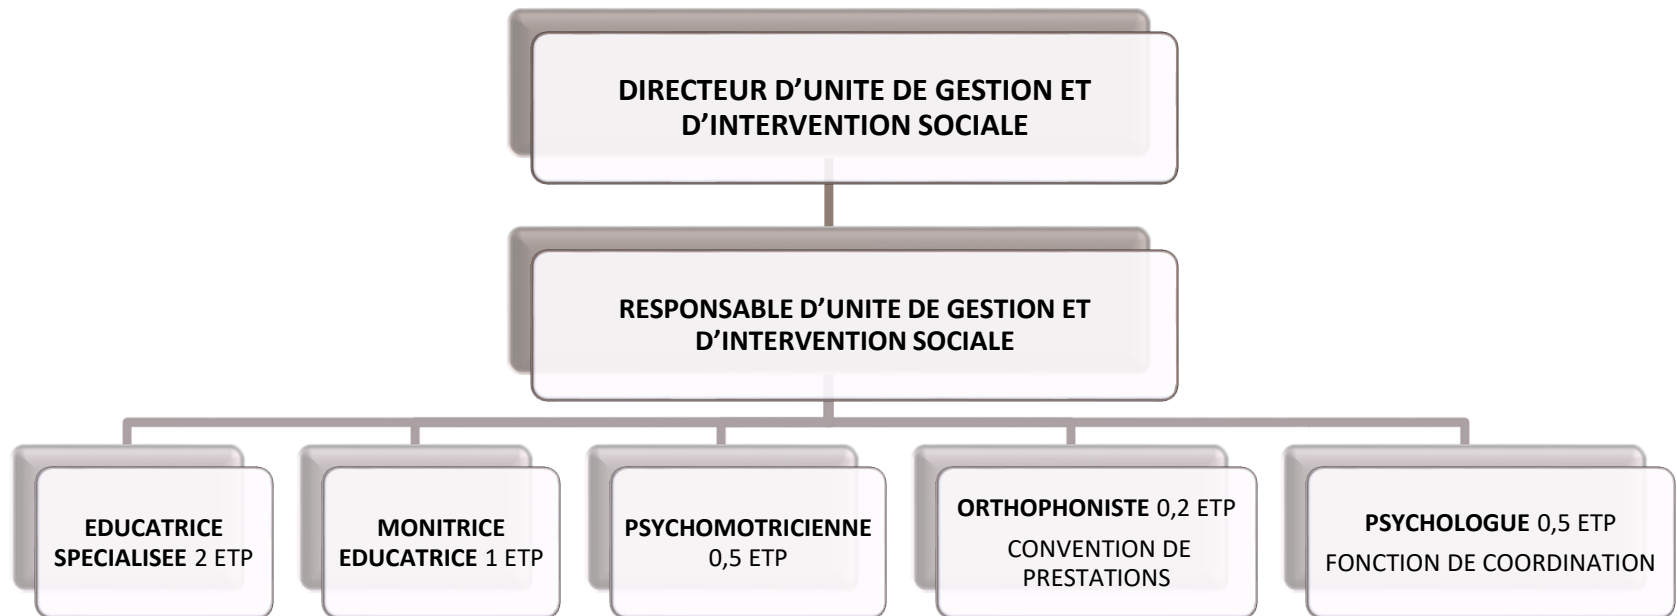 DIRECTEUR D’UNITE DE GESTION ET
D’INTERVENTION SOCIALE
RESPONSABLE D’UNITE DE GESTION ET
D’INTERVENTION SOCIALE
EDUCATRICE
SPECIALISEE 2 ETP
MONITRICE
EDUCATRICE 1 ETP
PSYCHOMOTRICIENNE
0,5 ETP
ORTHOPHONISTE 0,2 ETP
CONVENTION DE
PRESTATIONS
PSYCHOLOGUE 0,5 ETP
FONCTION DE COORDINATION